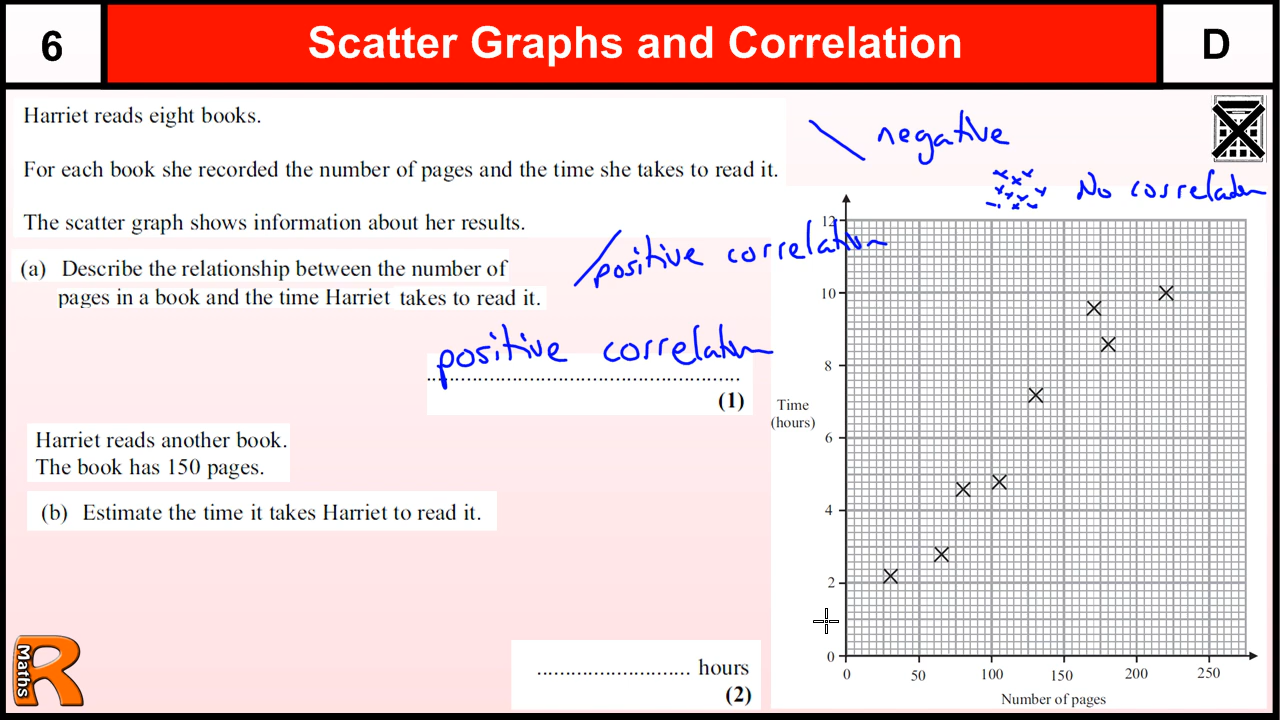 6
Scatter Graphs and Correlation
D
Harriet reads eight books.
For each book she recorded the number of pages and the time she takes to read it.
The scatter graph shows information about her results.
(a) Describe the relationship between the number of
pages in a book and the time Harriet takes to read it.
positive correlation
(1)
Harriet reads another book.
The book has 150 pages.
(b) Estimate the time it takes Harriet to read it.
hours
(2)
negative
No correlation
positive correlation
12
10
8
Time
(hours)
6
4
2
0
0 50 100 150 200 250
Number of pages
R
Maths